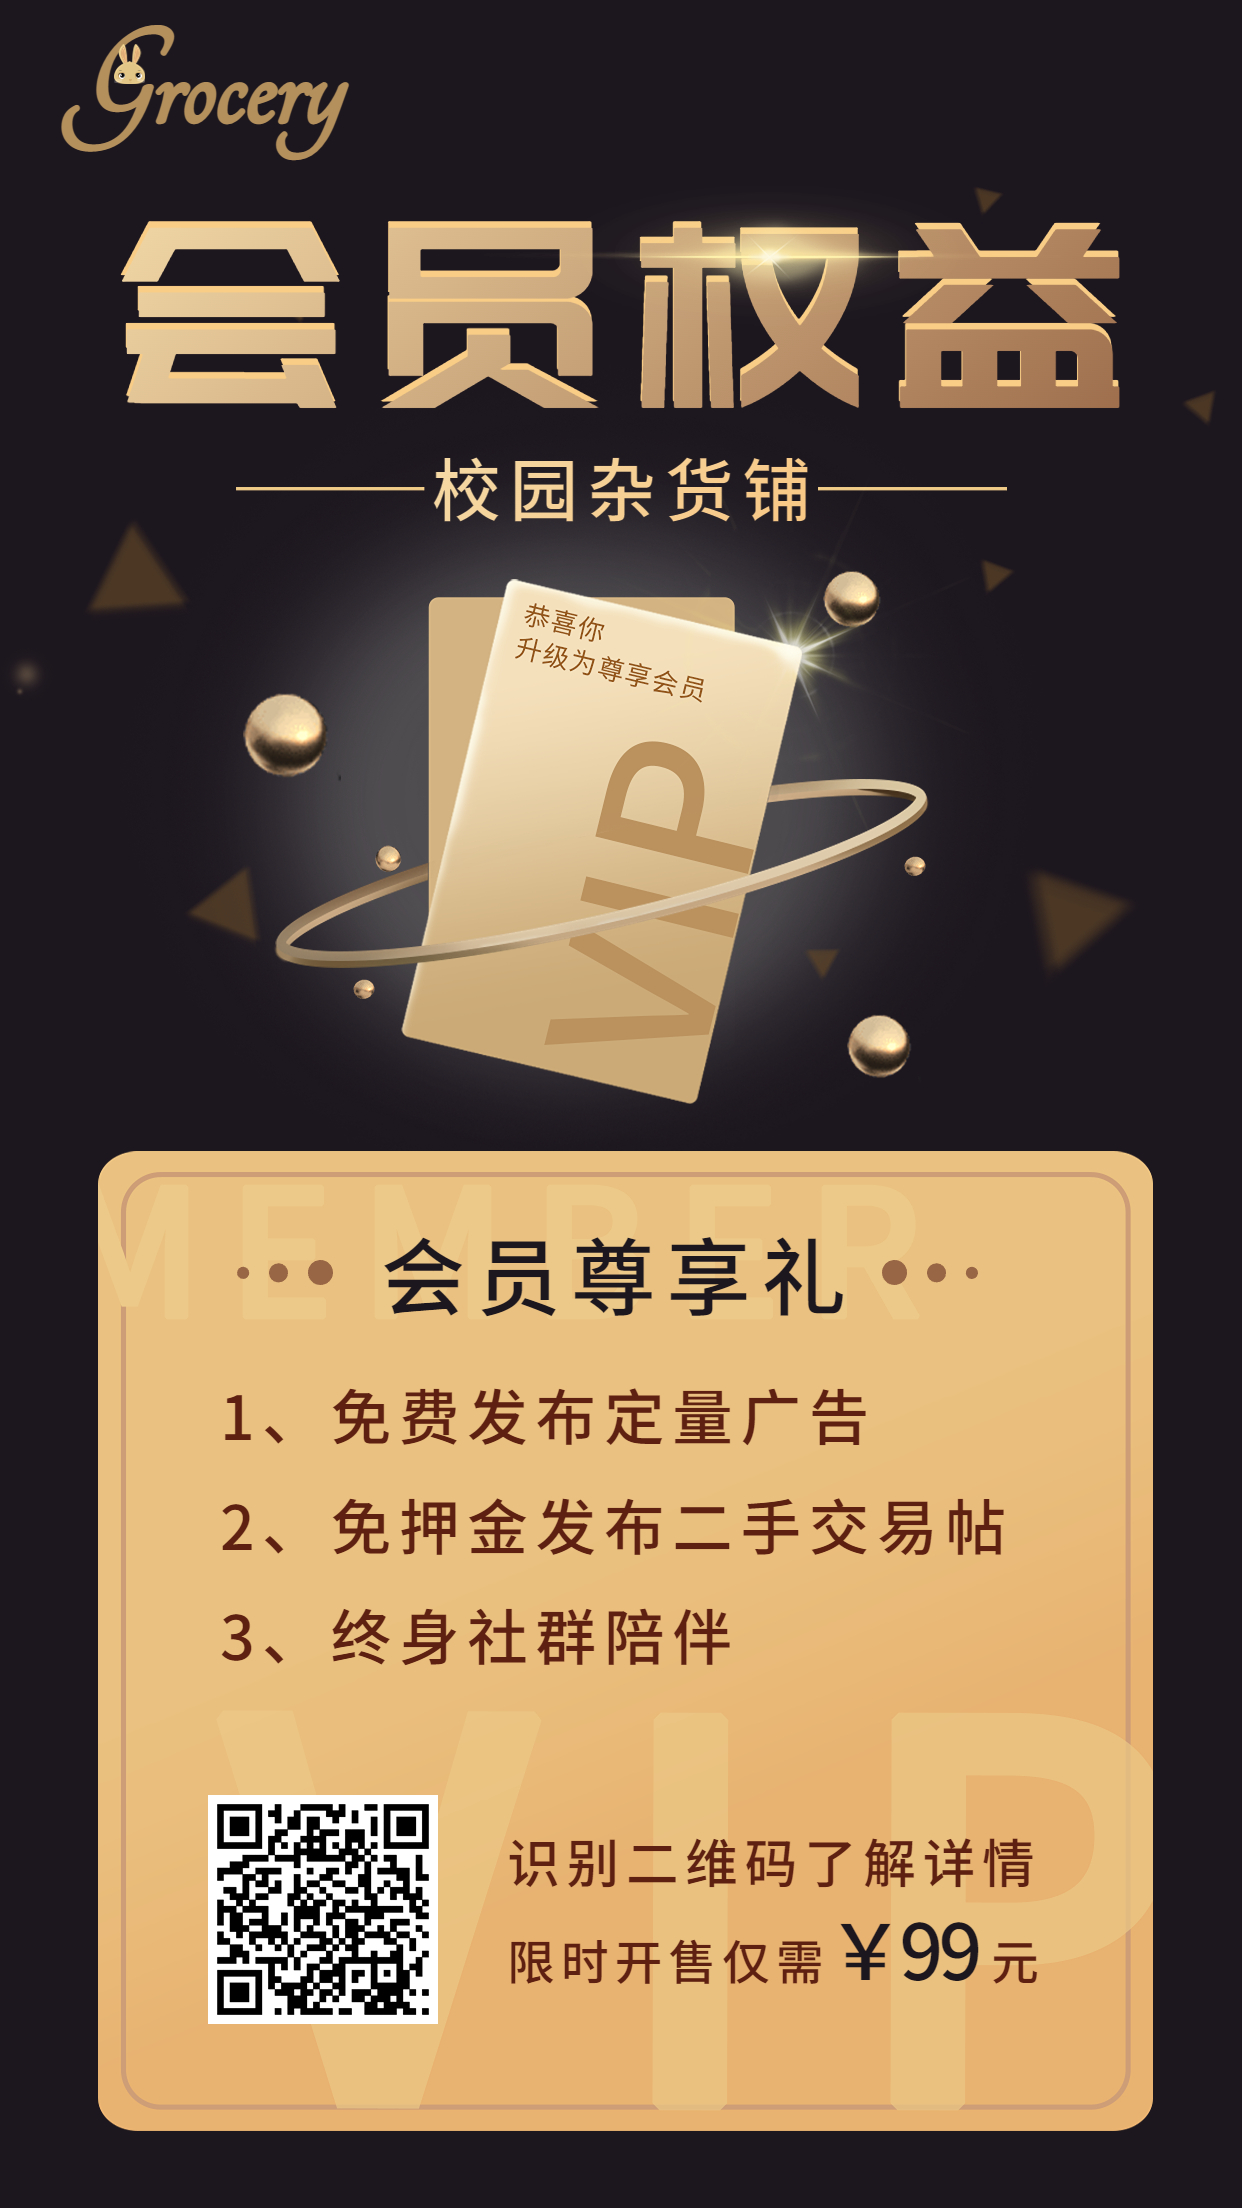 Grocery
会员权益
校园杂货铺
恭喜你
升级为尊享会员
VIP
MEMBER
会员尊享礼
1、免费发布定量广告
2、免押金发布二手交易帖
3、终身社群陪伴
VIP
识别二维码了解详情
限时开售仅需¥99元